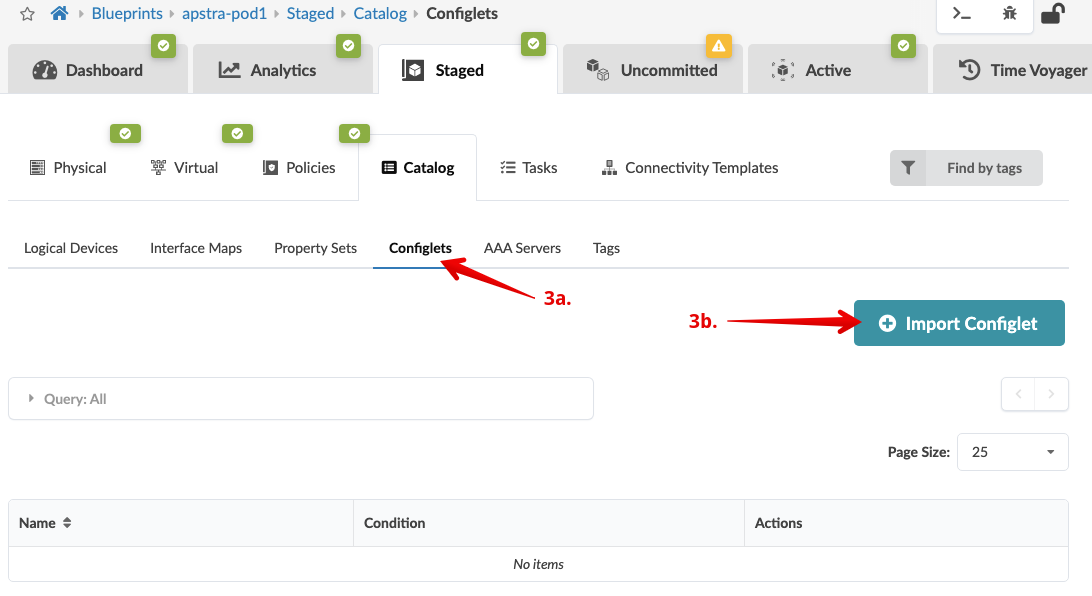 Blueprints apstra-pod1 Staged Catalog Configlets
Dashboard Analytics Staged Uncommitted Active Time Voyager
Physical Virtual Policies Catalog Tasks Connectivity Templates Find by tags
Logical Devices Interface Maps Property Sets Configlets AAA Servers Tags
3a.
3b. Import Configlet
Query: All
Page Size: 25
Name Condition Actions
No items